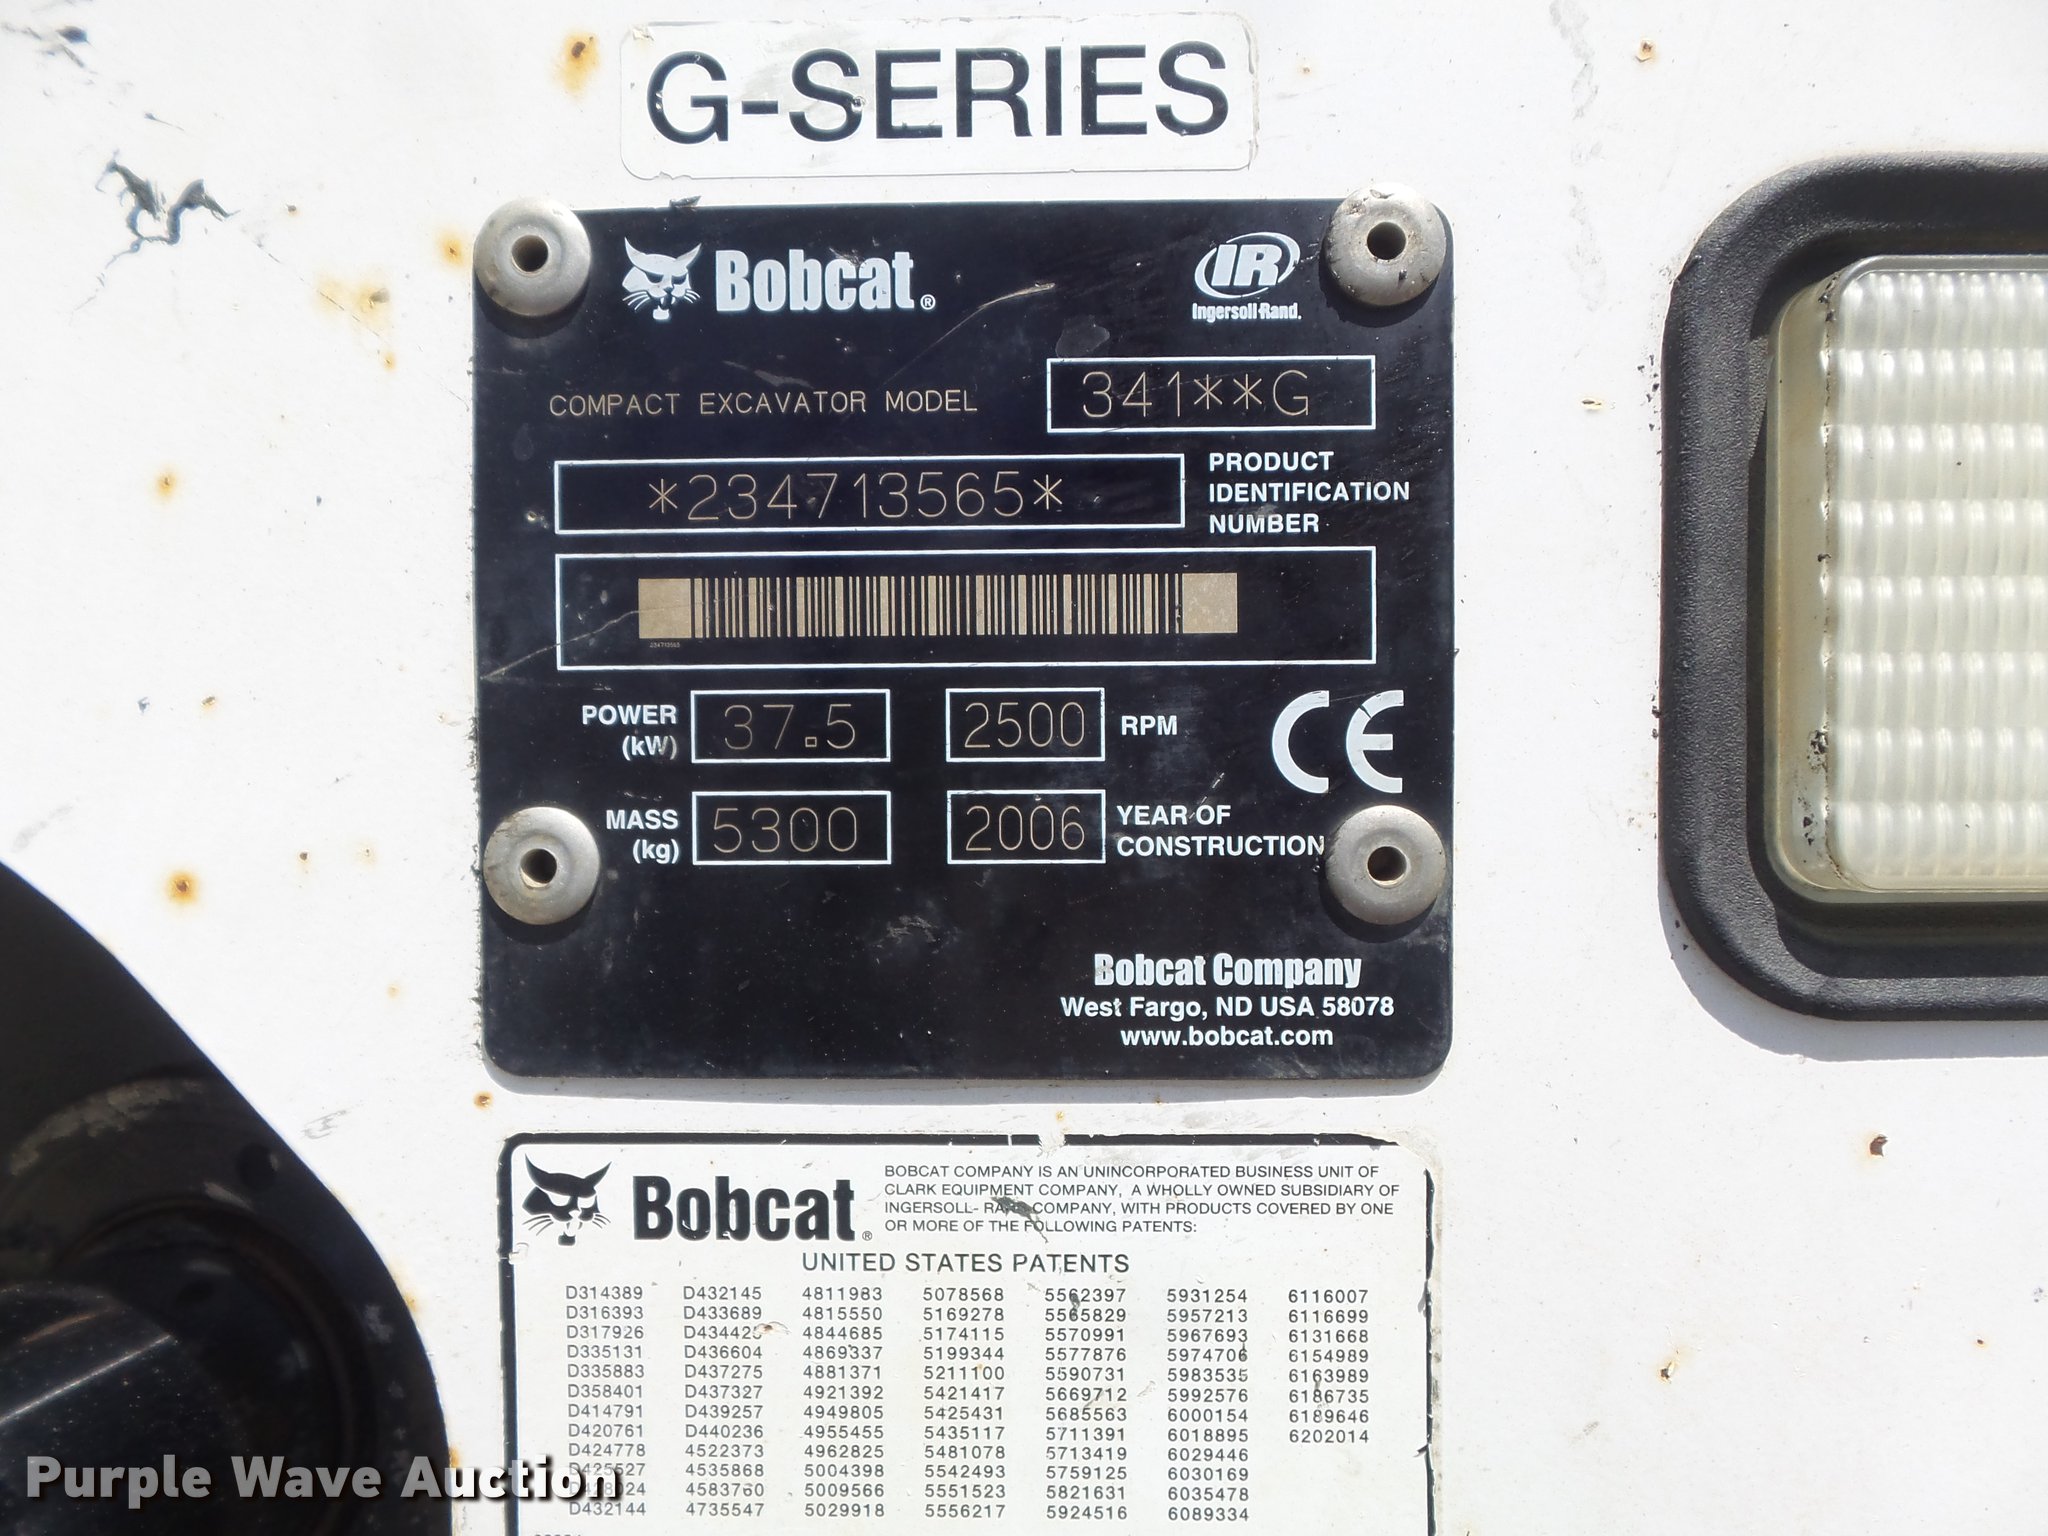 G-SERIES
Bobcat®
IR
Ingersoll-Rand.
COMPACT EXCAVATOR MODEL 341**G
*234713565*
PRODUCT
IDENTIFICATION
NUMBER
234713565
POWER
(kW)
37.5
2500
RPM
MASS
(kg)
5300
2006
YEAR OF
CONSTRUCTION
CE
Bobcat Company
West Fargo, ND USA 58078
www.bobcat.com
Bobcat®
BOBCAT COMPANY IS AN UNINCORPORATED BUSINESS UNIT OF
CLARK EQUIPMENT COMPANY, A WHOLLY OWNED SUBSIDIARY OF
INGERSOLL- RAND COMPANY, WITH PRODUCTS COVERED BY ONE
OR MORE OF THE FOLLOWING PATENTS:
UNITED STATES PATENTS
D314389 D432145 4811983 5078568 5562397 5931254 6116007
D316393 D433689 4815550 5169278 5565829 5957213 6116699
D317926 4844685 5174115 5570991 5967693 6131668
D335131 D436604 4869337 5199344 5577876 5974706 6154989
D335883 D437275 4881371 5211100 5590731 5983535 6163989
D358401 D437327 4921392 5421417 5669712 5992576 6186735
D414791 D439257 4949805 5425431 5685563 6000154 6189646
D420761 D440236 4955455 5435117 5711391 6018895 6202014
D424778 4522373 4962825 5481078 5713419 6029446
D425527 4535868 5004398 5542493 5759125 6030169
4583760 5009566 5551523 5821631 6035478
D432144 4735547 5029918 5556217 5924516 6089334
Purple Wave Auction